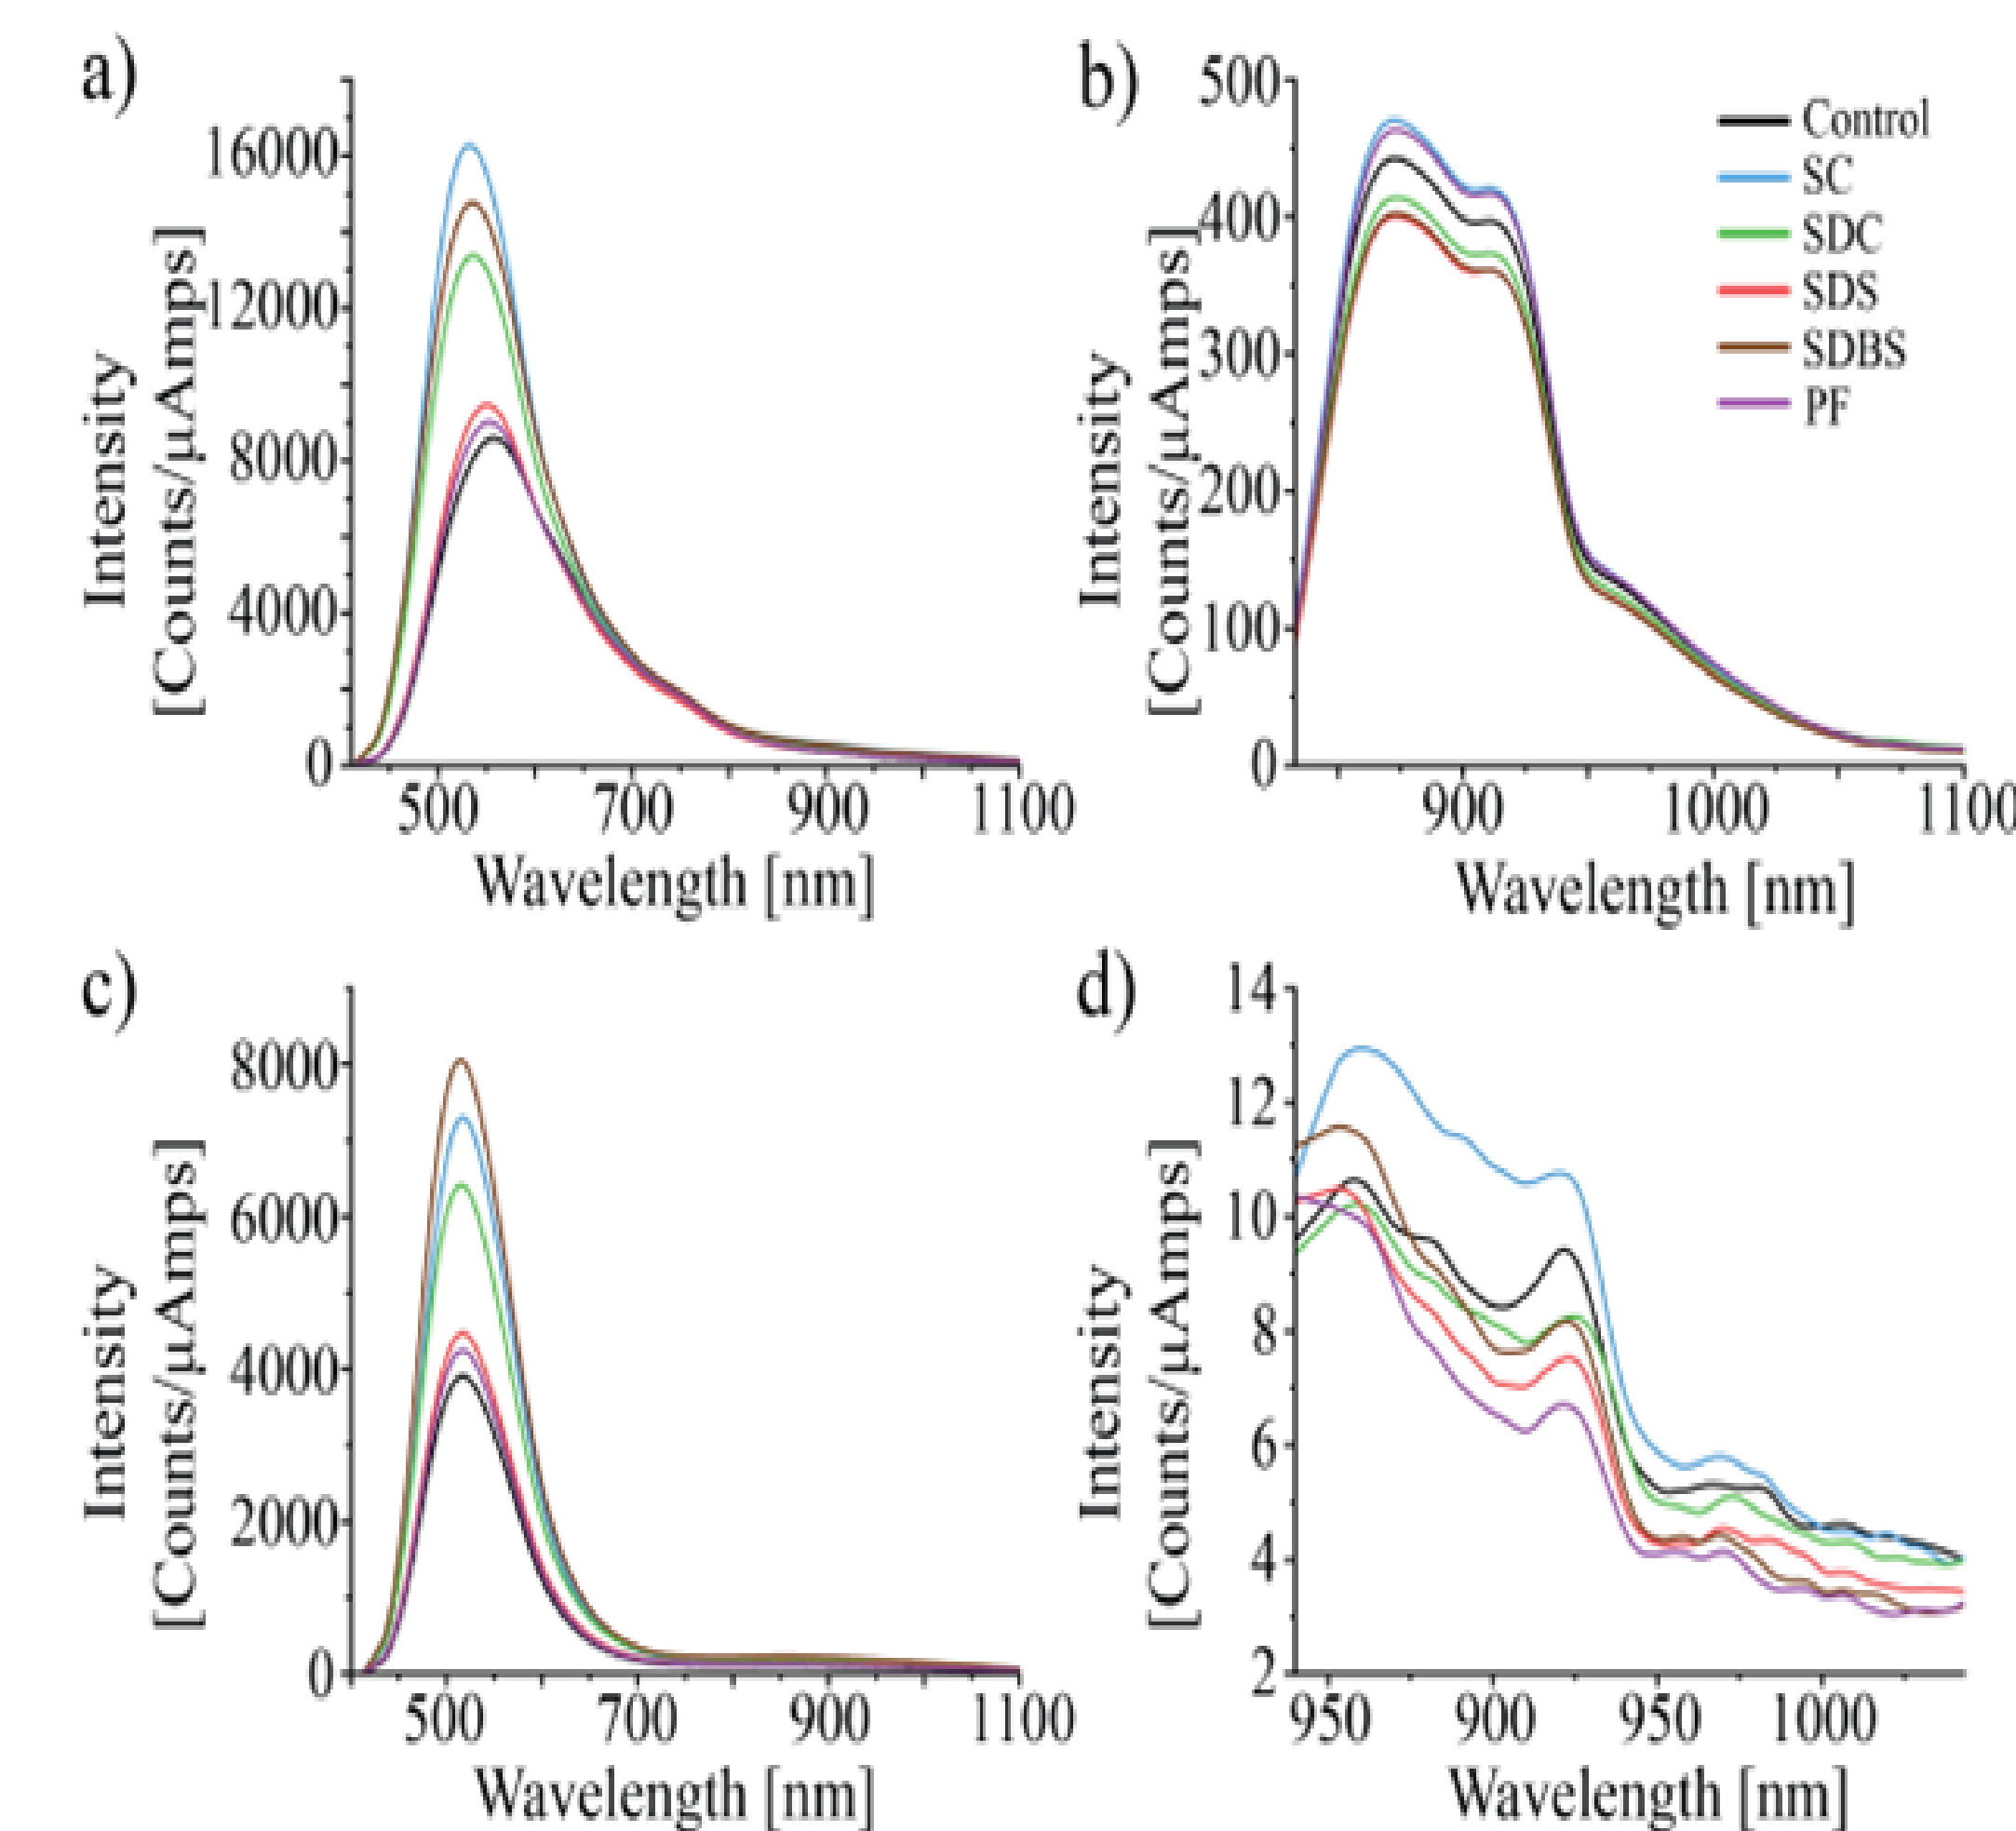 a)
16000
12000
8000
4000
0
500 700 900 1100
Wavelength [nm]
Intensity
[Counts/µAmps]
b)
500
400
300
200
100
0
900 1000 1100
Wavelength [nm]
Intensity
[Counts/µAmps]
Control
SC
SDC
SDS
SDBS
PF
c)
8000
6000
4000
2000
0
500 700 900 1100
Wavelength [nm]
Intensity
[Counts/µAmps]
d)
14
12
10
8
6
4
2
950 900 950 1000
Wavelength [nm]
Intensity
[Counts/µAmps]